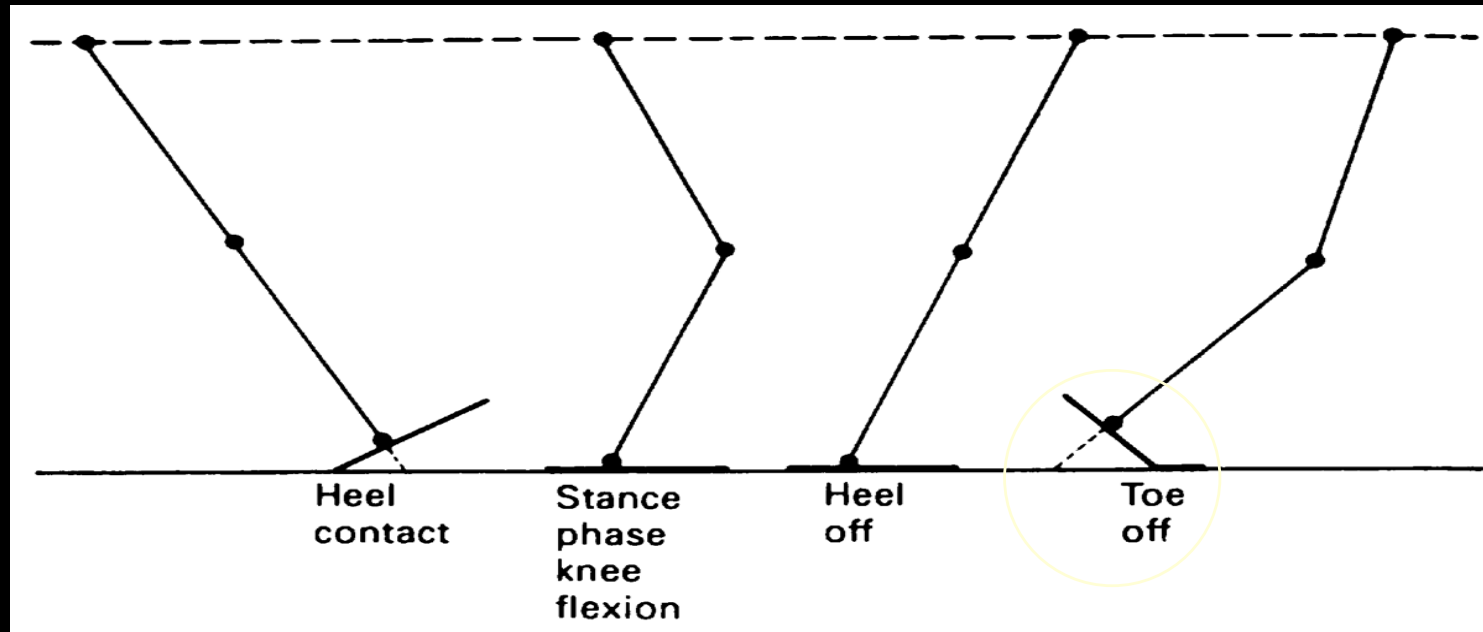 Heel
contact
Stance
phase
knee
flexion
Heel
off
Toe
off